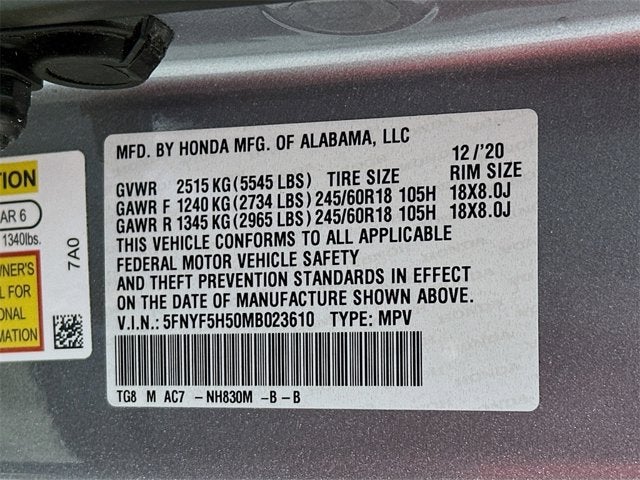 MFD. BY HONDA MFG. OF ALABAMA, LLC
12/'20
GVWR 2515 KG (5545 LBS) TIRE SIZE RIM SIZE
GAWR F 1240 KG (2734 LBS) 245/60R18 105H 18X8.0J
GAWR R 1345 KG (2965 LBS) 245/60R18 105H 18X8.0J
THIS VEHICLE CONFORMS TO ALL APPLICABLE
FEDERAL MOTOR VEHICLE SAFETY
AND THEFT PREVENTION STANDARDS IN EFFECT
ON THE DATE OF MANUFACTURE SHOWN ABOVE.
V.I.N.: 5FNYF5H50MB023610 TYPE: MPV
TG8 M AC7 – NH830M –B – B
TION
AR 6
1340lbs.
7A0
WNER'S
L FOR
ONAL
MATION